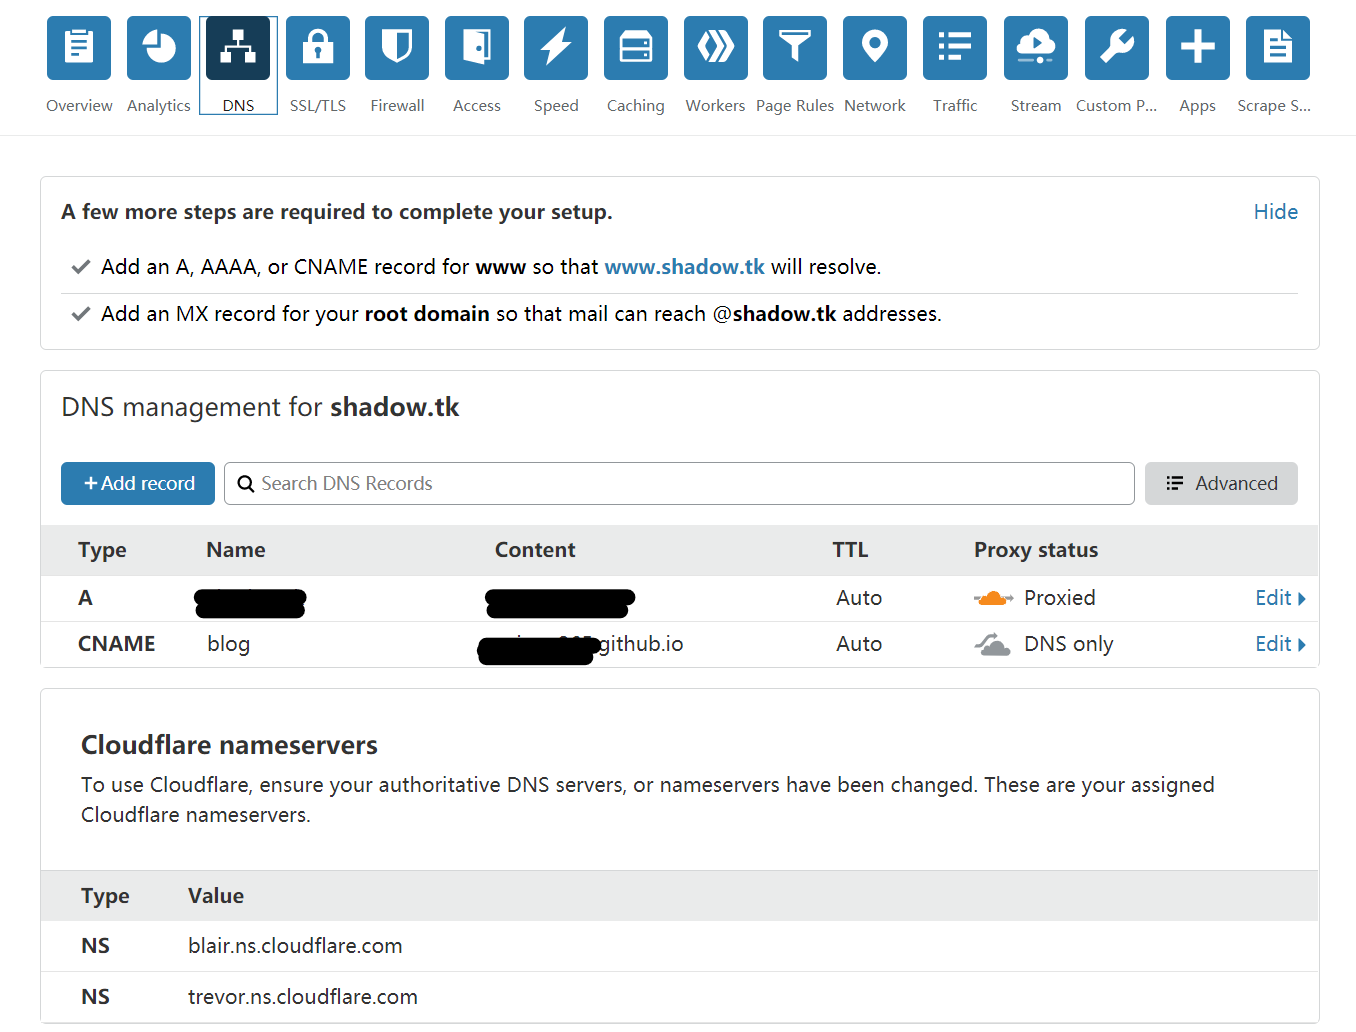 Overview Analytics DNS SSL/TLS Firewall Access Speed Caching Workers Page Rules Network Traffic Stream Custom P... Apps Scrape S...
A few more steps are required to complete your setup.
Hide
Add an A, AAAA, or CNAME record for www so that www.shadow.tk will resolve.
Add an MX record for your root domain so that mail can reach @shadow.tk addresses.
DNS management for shadow.tk
+Add record
Search DNS Records
Advanced
Type Name Content TTL Proxy status
A Auto Proxied Edit
CNAME blog github.io Auto DNS only Edit
Cloudflare nameservers
To use Cloudflare, ensure your authoritative DNS servers, or nameservers have been changed. These are your assigned
Cloudflare nameservers.
Type Value
NS blair.ns.cloudflare.com
NS trevor.ns.cloudflare.com